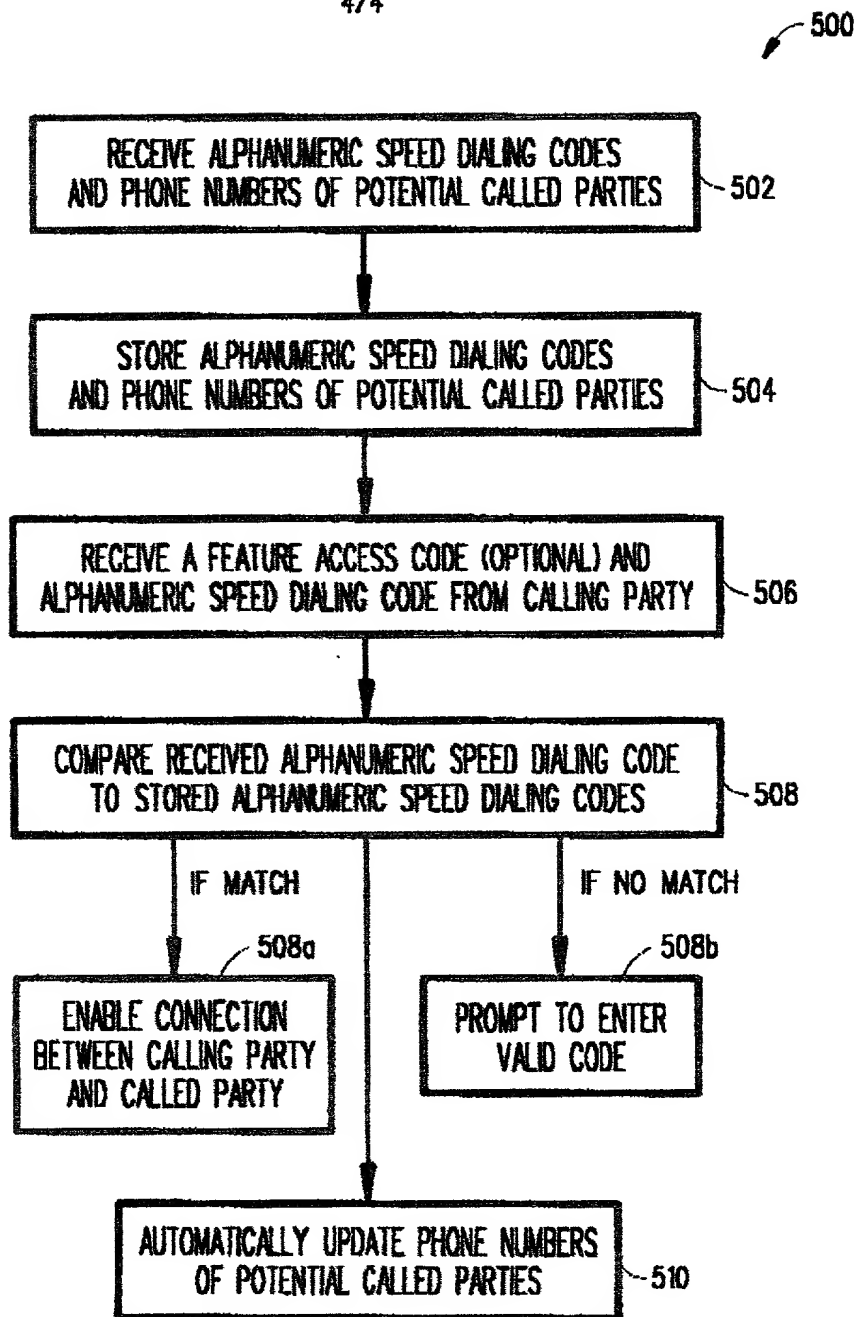 4/4
500
RECEIVE ALPHANUMERIC SPEED DIALING CODES
AND PHONE NUMBERS OF POTENTIAL CALLED PARTIES
502
STORE ALPHANUMERIC SPEED DIALING CODES
AND PHONE NUMBERS OF POTENTIAL CALLED PARTIES
504
RECEIVE A FEATURE ACCESS CODE (OPTIONAL) AND
ALPHANUMERIC SPEED DIALING CODE FROM CALLING PARTY
506
COMPARE RECEIVED ALPHANUMERIC SPEED DIALING CODE
TO STORED ALPHANUMERIC SPEED DIALING CODES
508
IF MATCH
IF NO MATCH
508a
508b
ENABLE CONNECTION
BETWEEN CALLING PARTY
AND CALLED PARTY
PROMPT TO ENTER
VALID CODE
AUTOMATICALLY UPDATE PHONE NUMBERS
OF POTENTIAL CALLED PARTIES
510